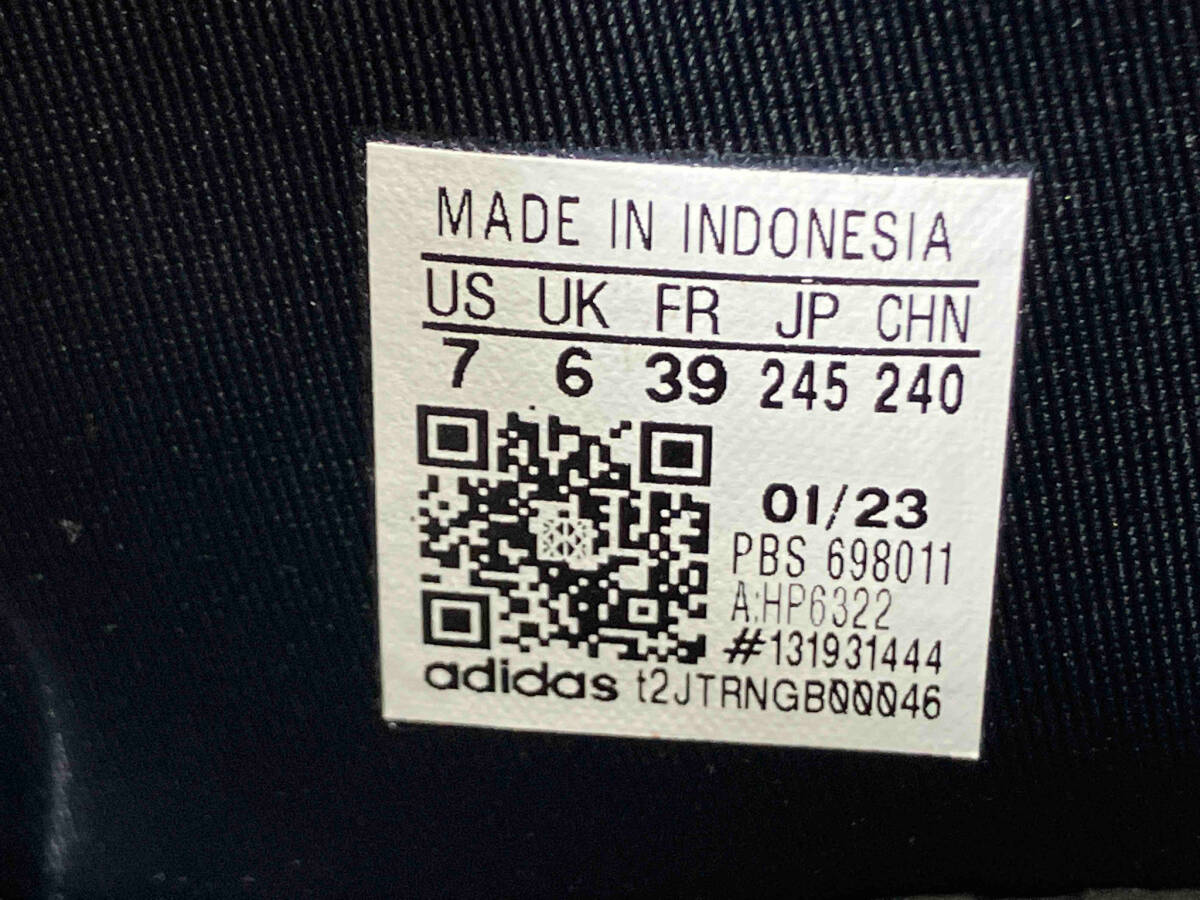 MADE IN INDONESIA
US UK FR JP CHN
7 6 39 245 240
01/23
PBS 698011
A:HP6322
#131931444
adidas t2JTRNGB00046